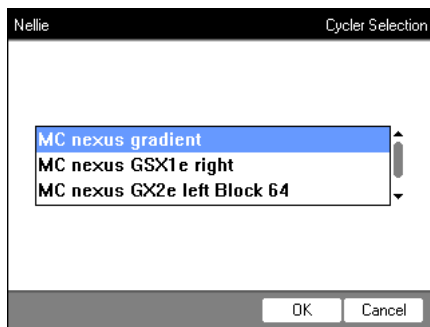 Nellie Cycler Selection
MC nexus gradient
MC nexus GSX1e right
MC nexus GX2e left Block 64
OK Cancel